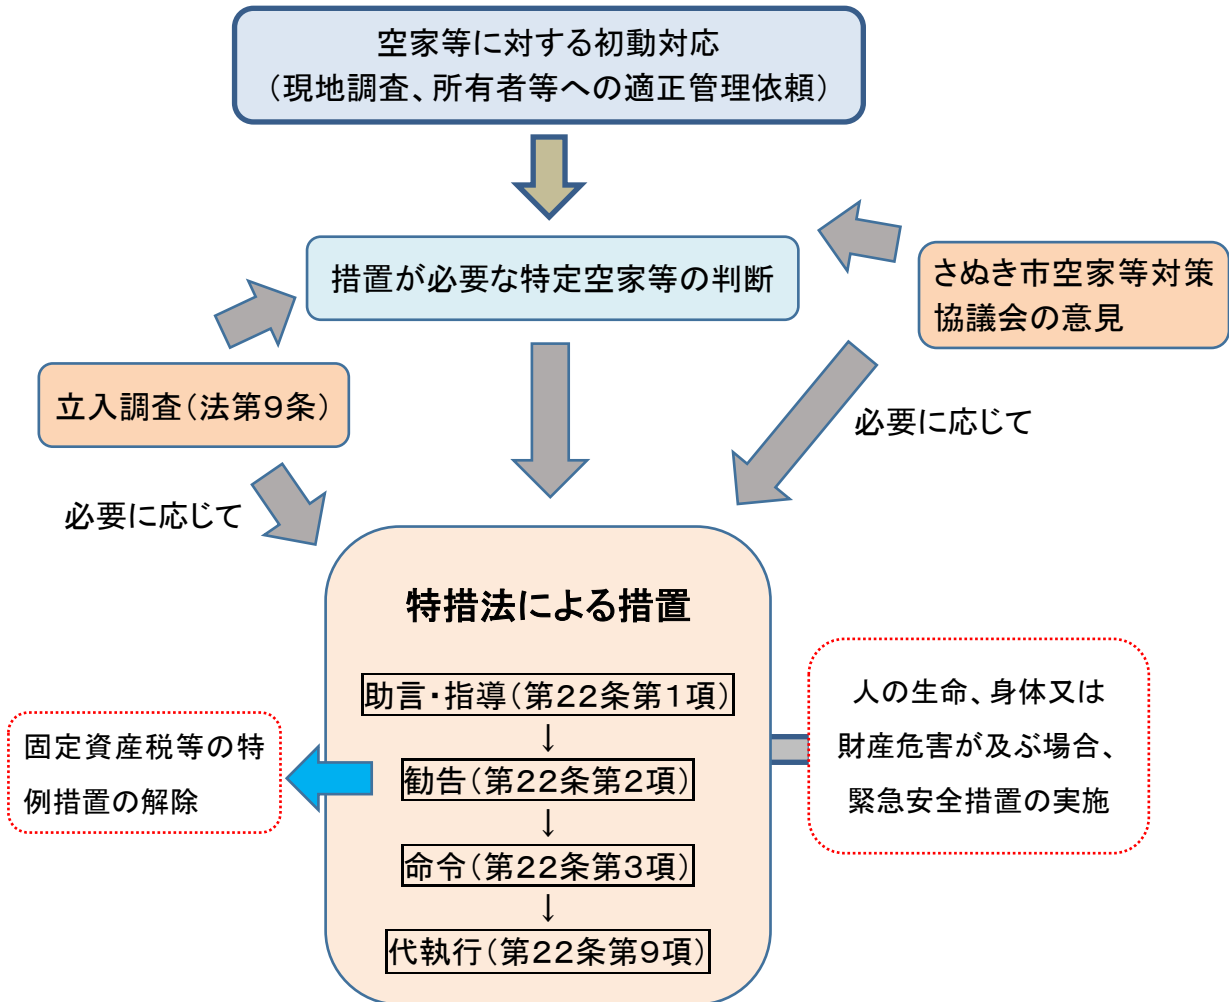 空家等に対する初動対応
（現地調査、所有者等への適正管理依頼）
措置が必要な特定空家等の判断
さぬき市空家等対策
協議会の意見
立入調査（法第９条）
必要に応じて
必要に応じて
特措法による措置
助言・指導（第２２条第１項）
↓
勧告（第２２条第２項）
↓
命令（第２２条第３項）
↓
代執行（第２２条第９項）
固定資産税等の特
例措置の解除
人の生命、身体又は
財産危害が及ぶ場合、
緊急安全措置の実施